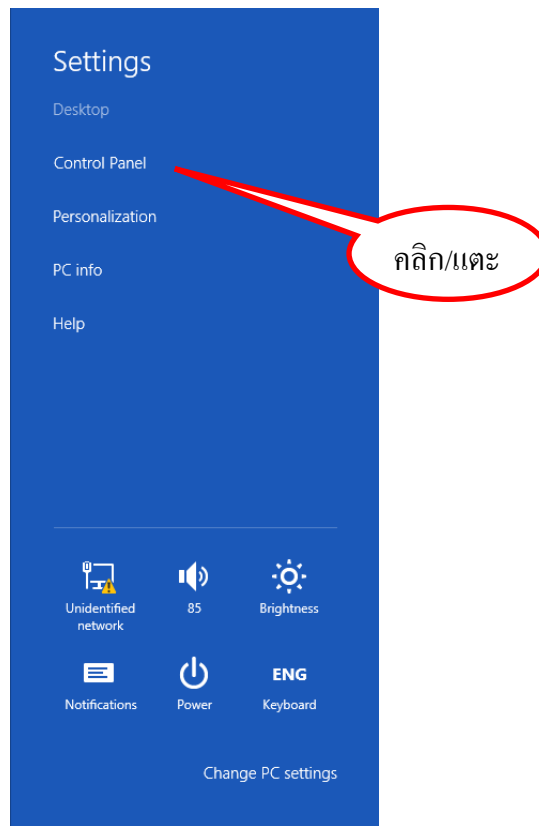 Settings
Desktop
Control Panel
Personalization
คลิก/แตะ
PC info
Help
Unidentified
network
85
Brightness
Notifications
Power
ENG
Keyboard
Change PC settings